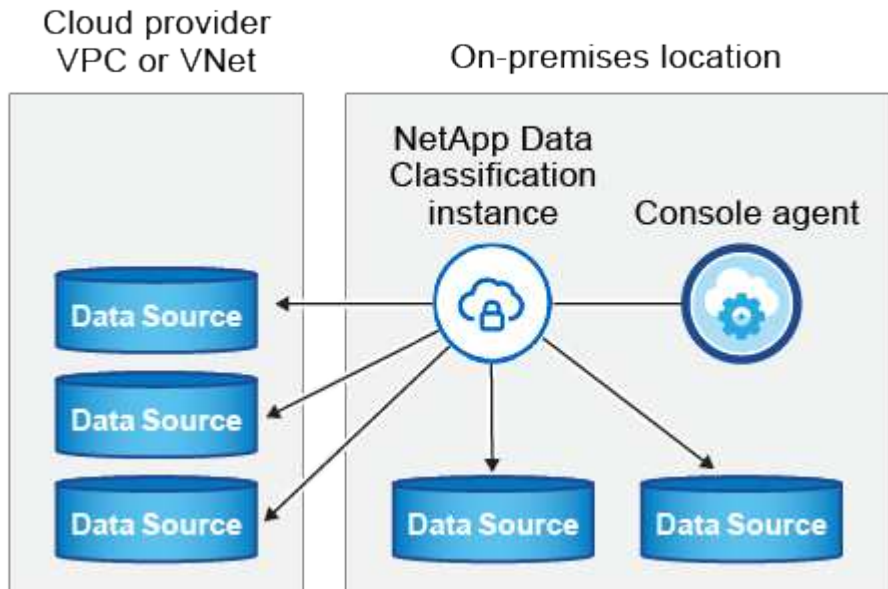 Cloud provider
VPC or VNet
On-premises location
NetApp Data
Classification
instance
Console agent
Data Source
Data Source
Data Source
Data Source
Data Source